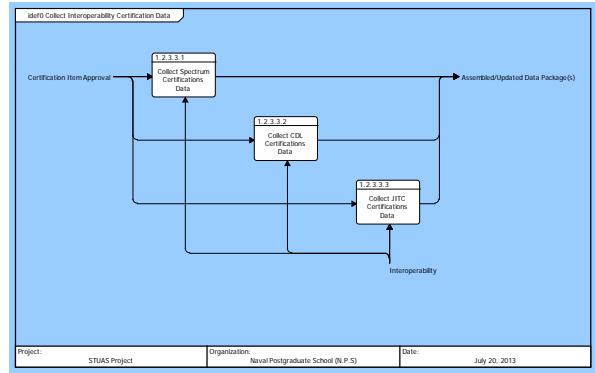 idef0 Collect Interoperability Certification Data
1.2.3.3.1
Certification Item Approval
Collect Spectrum
Certifications
Data
Assembled/Updated Data Package(s)
1.2.3.3.2
Collect CDL
Certifications
Data
1.2.3.3.3
Collect JITC
Certifications
Data
Interoperability
Project:
STUAS Project
Organization:
Naval Postgraduate School (N.P.S)
Date:
July 20, 2013